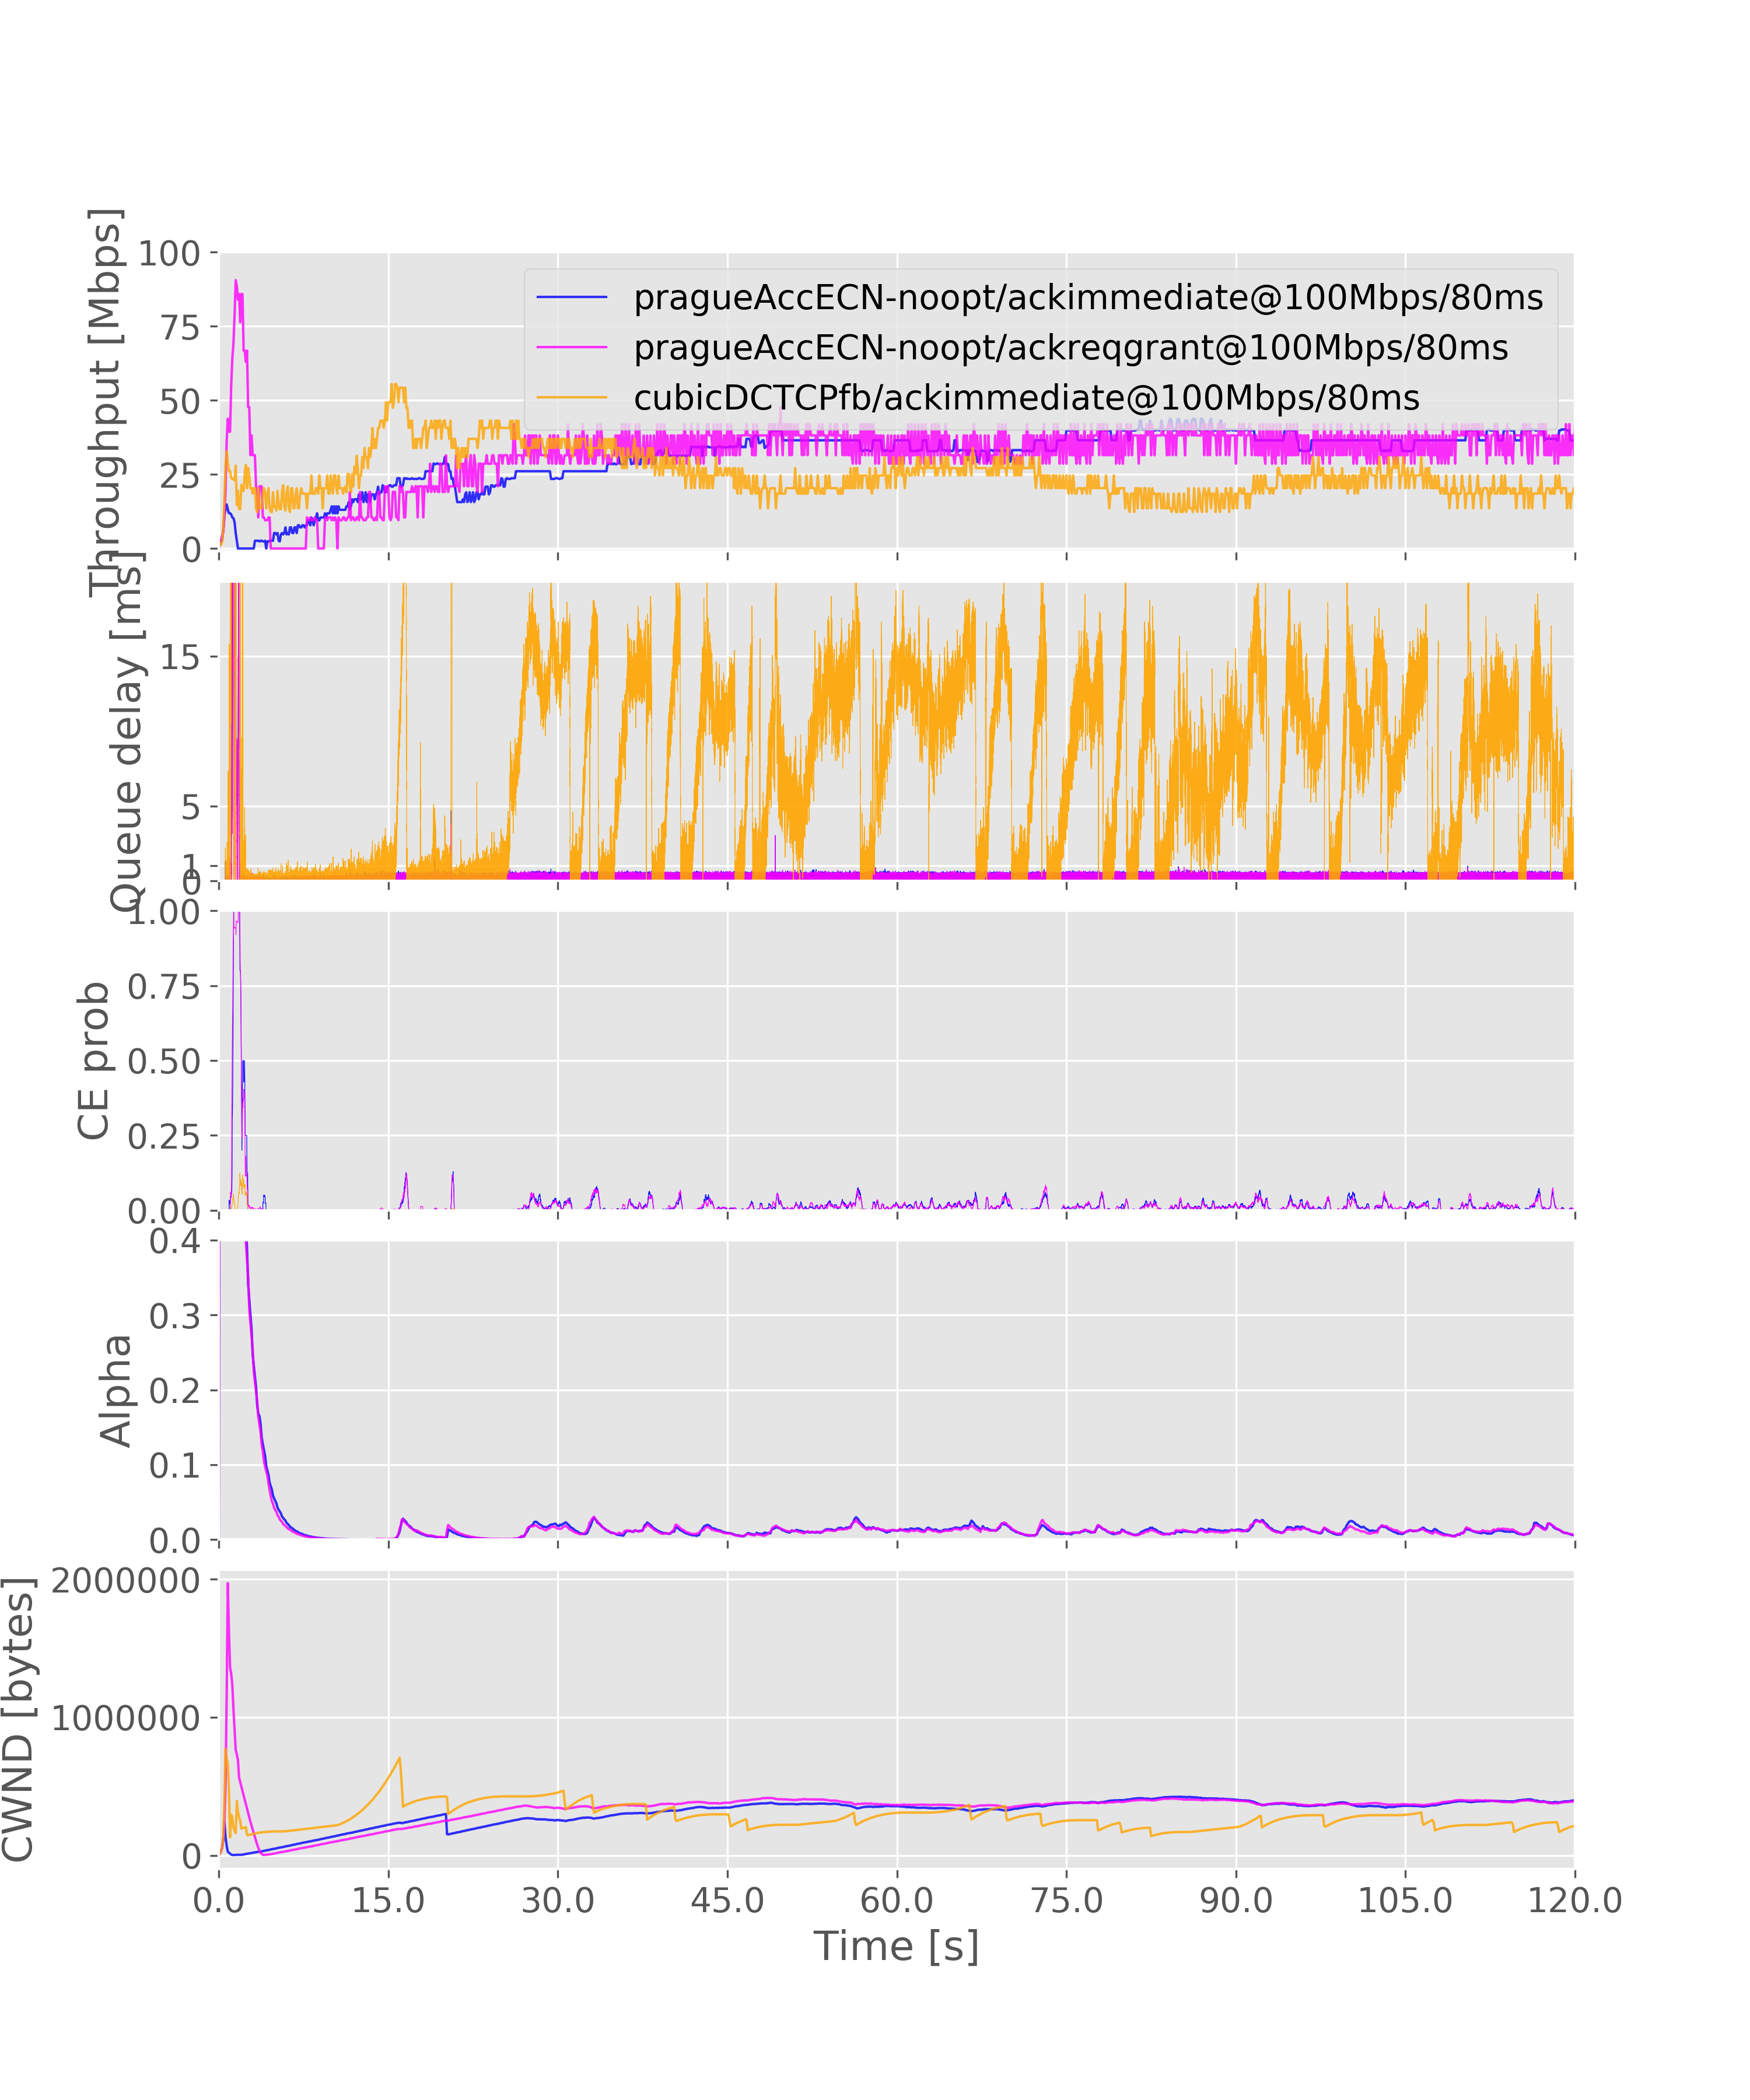 Throughput [Mbps]
100
75
50
25
0
pragueAccECN-noopt/ackimmediate@100Mbps/80ms
pragueAccECN-noopt/ackreqgrant@100Mbps/80ms
cubicDCTCPfb/ackimmediate@100Mbps/80ms
Queue delay [ms]
15
5
1
0
CE prob
1.00
0.75
0.50
0.25
0.00
Alpha
0.4
0.3
0.2
0.1
0.0
CWND [bytes]
2000000
1000000
0
0.0 15.0 30.0 45.0 60.0 75.0 90.0 105.0 120.0
Time [s]